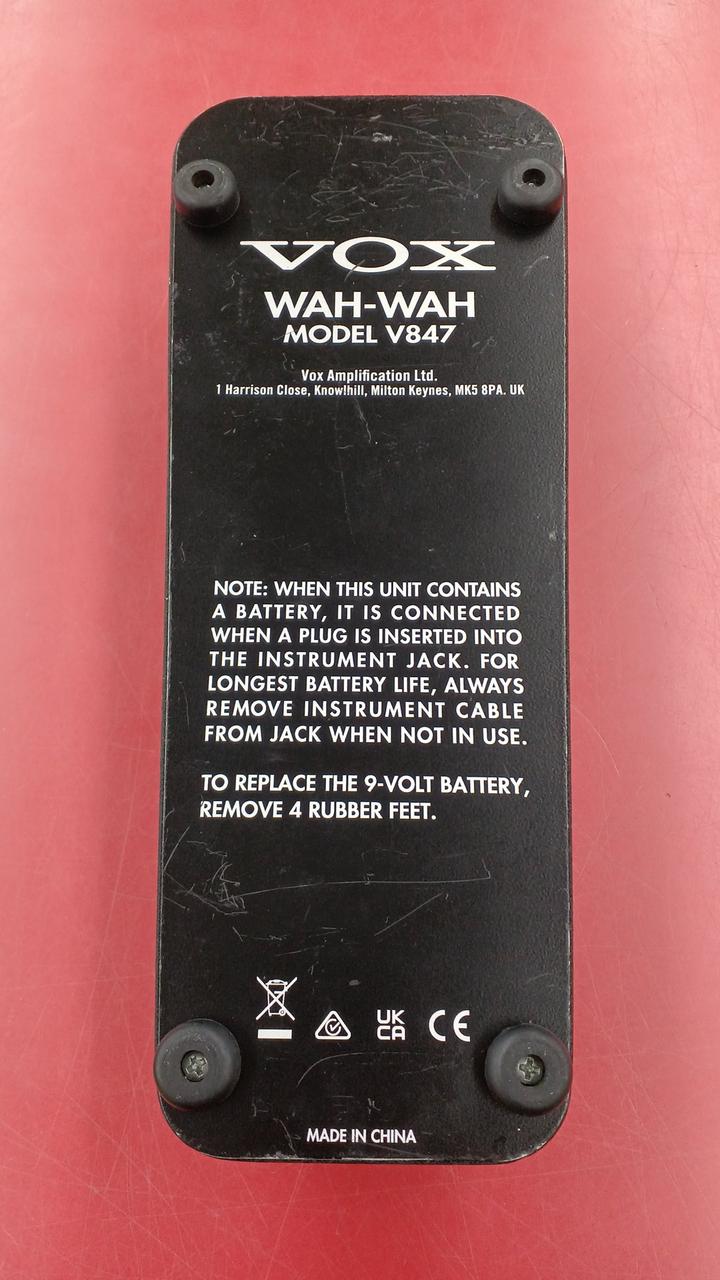 VOX
WAH-WAH
MODEL V847
Vox Amplification Ltd.
1 Harrison Close, Knowlhill, Milton Keynes, MK5 8PA. UK
NOTE: WHEN THIS UNIT CONTAINS
A BATTERY, IT IS CONNECTED
WHEN A PLUG IS INSERTED INTO
THE INSTRUMENT JACK. FOR
LONGEST BATTERY LIFE, ALWAYS
REMOVE INSTRUMENT CABLE
FROM JACK WHEN NOT IN USE.
TO REPLACE THE 9-VOLT BATTERY,
REMOVE 4 RUBBER FEET.
UK
CA CE
MADE IN CHINA